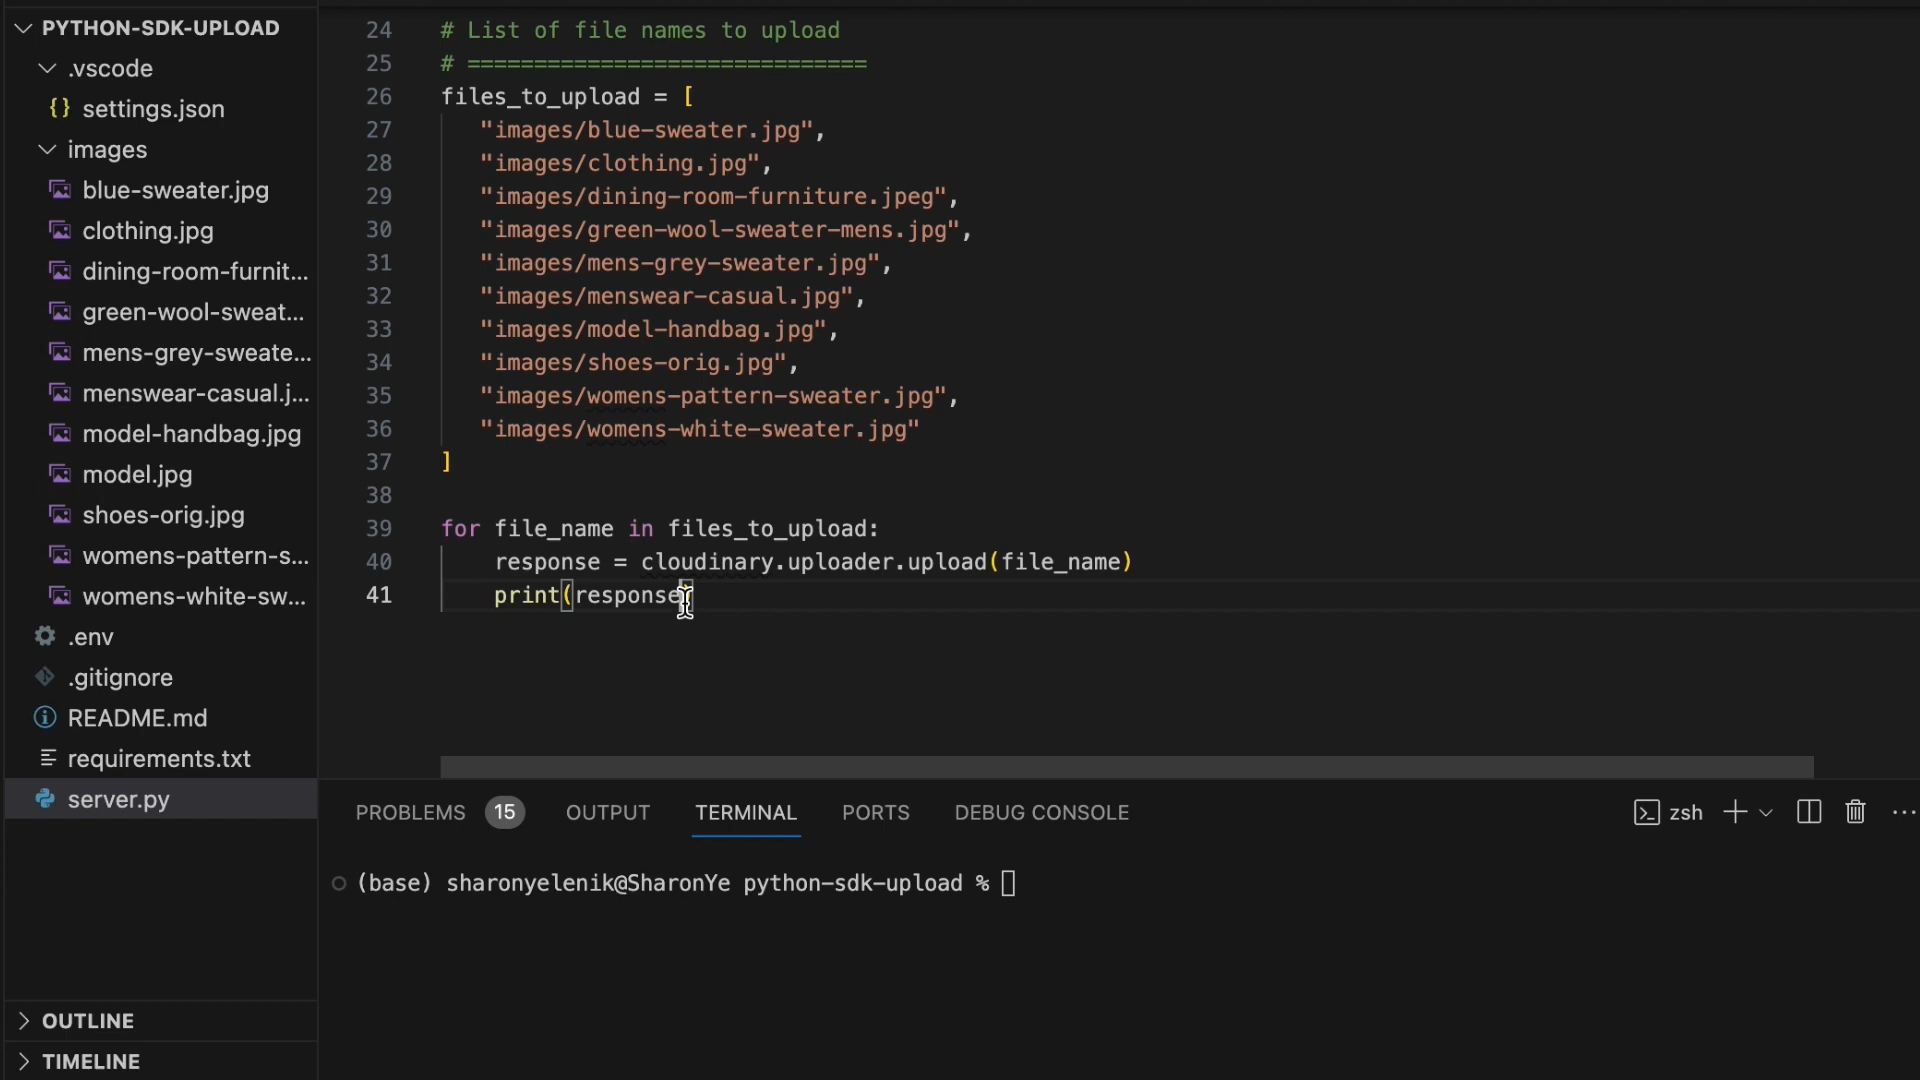 PYTHON-SDK-UPLOAD
.vscode
{} settings.json
images
blue-sweater.jpg
clothing.jpg
dining-room-furnit...
green-wool-sweat...
mens-grey-sweate...
menswear-casual.j...
model-handbag.jpg
model.jpg
shoes-orig.jpg
womens-pattern-s...
womens-white-sw...
.env
.gitignore
README.md
requirements.txt
server.py
OUTLINE
TIMELINE
24 # List of file names to upload
25 # ==============================
26 files_to_upload = [
27 "images/blue-sweater.jpg",
28 "images/clothing.jpg",
29 "images/dining-room-furniture.jpeg",
30 "images/green-wool-sweater-mens.jpg",
31 "images/mens-grey-sweater.jpg",
32 "images/menswear-casual.jpg",
33 "images/model-handbag.jpg",
34 "images/shoes-orig.jpg",
35 "images/womens-pattern-sweater.jpg",
36 "images/womens-white-sweater.jpg"
37 ]
38
39 for file_name in files_to_upload:
40 response = cloudinary.uploader.upload(file_name)
41 print(response)
PROBLEMS 15 OUTPUT TERMINAL PORTS DEBUG CONSOLE zsh
(base) sharonyelenik@SharonYe python-sdk-upload %